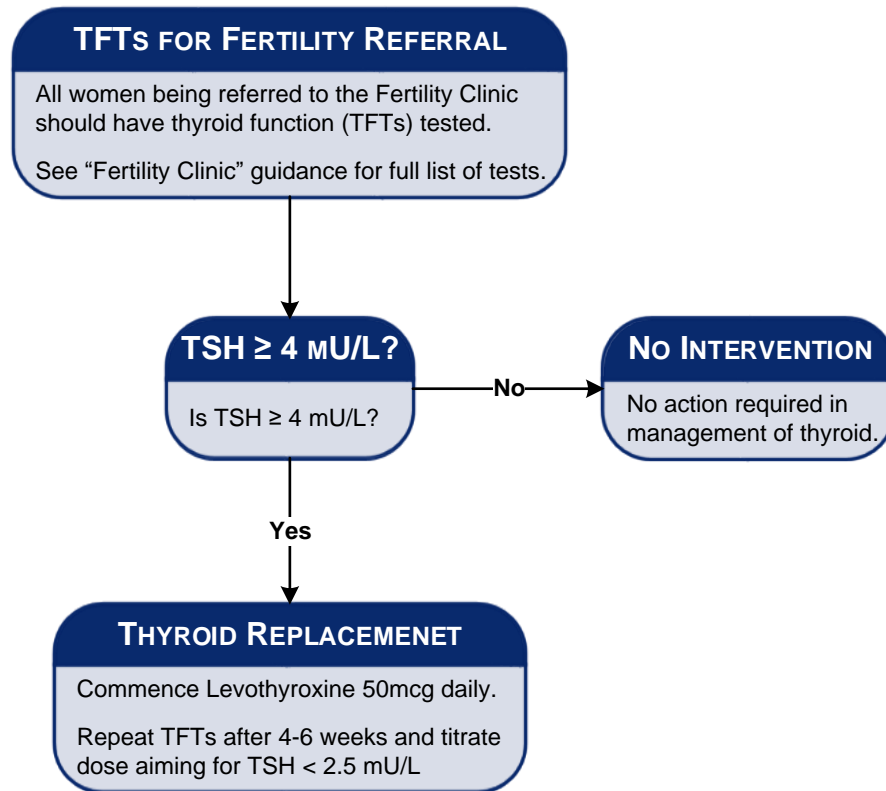 TFTs for Fertility Referral
All women being referred to the Fertility Clinic
should have thyroid function (TFTs) tested.
See “Fertility Clinic” guidance for full list of tests.
TSH ≥ 4 mU/L?
Is TSH ≥ 4 mU/L?
No
No Intervention
No action required in
management of thyroid.
Yes
Thyroid Replacemenet
Commence Levothyroxine 50mcg daily.
Repeat TFTs after 4-6 weeks and titrate
dose aiming for TSH < 2.5 mU/L